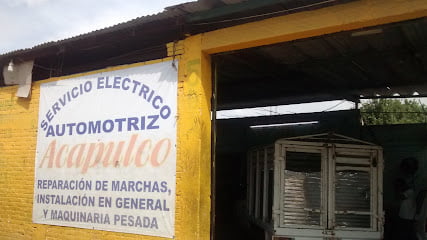 SERVICIO ELECTRICO
AUTOMOTRIZ
Acapulco
REPARACIÓN DE MARCHAS,
INSTALACIÓN EN GENERAL
Y MAQUINARIA PESADA